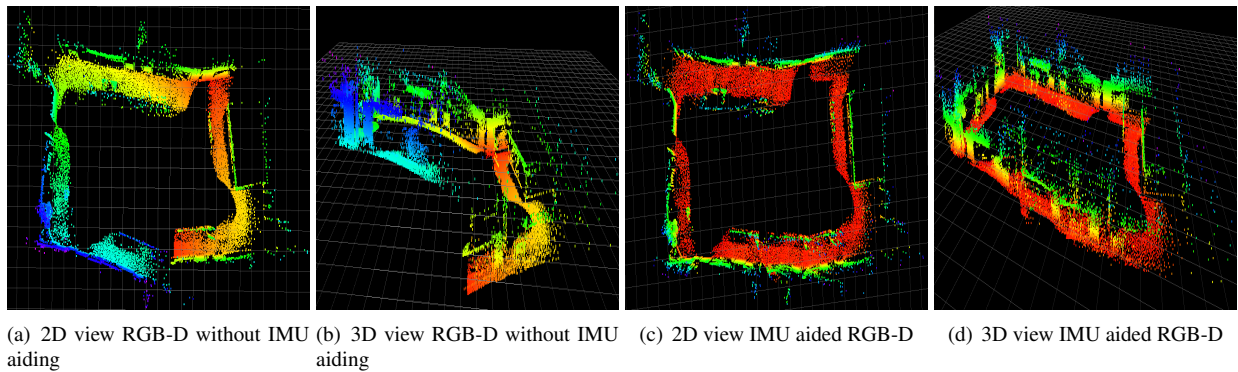 (a) 2D view RGB-D without IMU
aiding
(b) 3D view RGB-D without IMU
aiding
(c) 2D view IMU aided RGB-D
(d) 3D view IMU aided RGB-D